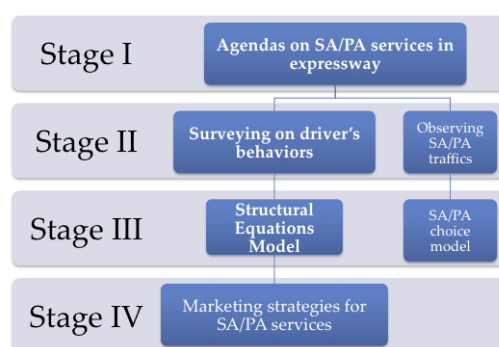 Stage I
Agendas on SA/PA services in
expressway
Stage II
Surveying on driver's
behaviors
Observing
SA/PA
traffics
Stage III
Structural
Equations
Model
SA/PA
choice
model
Stage IV
Marketing strategies for
SA/PA services